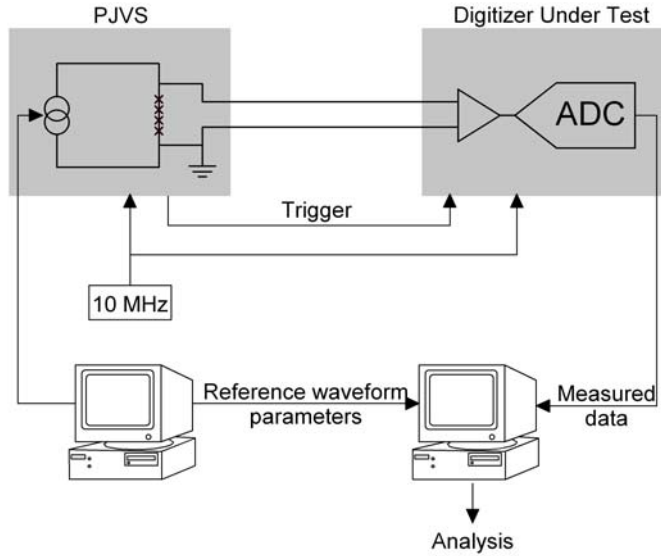 PJVS
Digitizer Under Test
ADC
Trigger
10 MHz
Reference waveform
parameters
Measured
data
Analysis